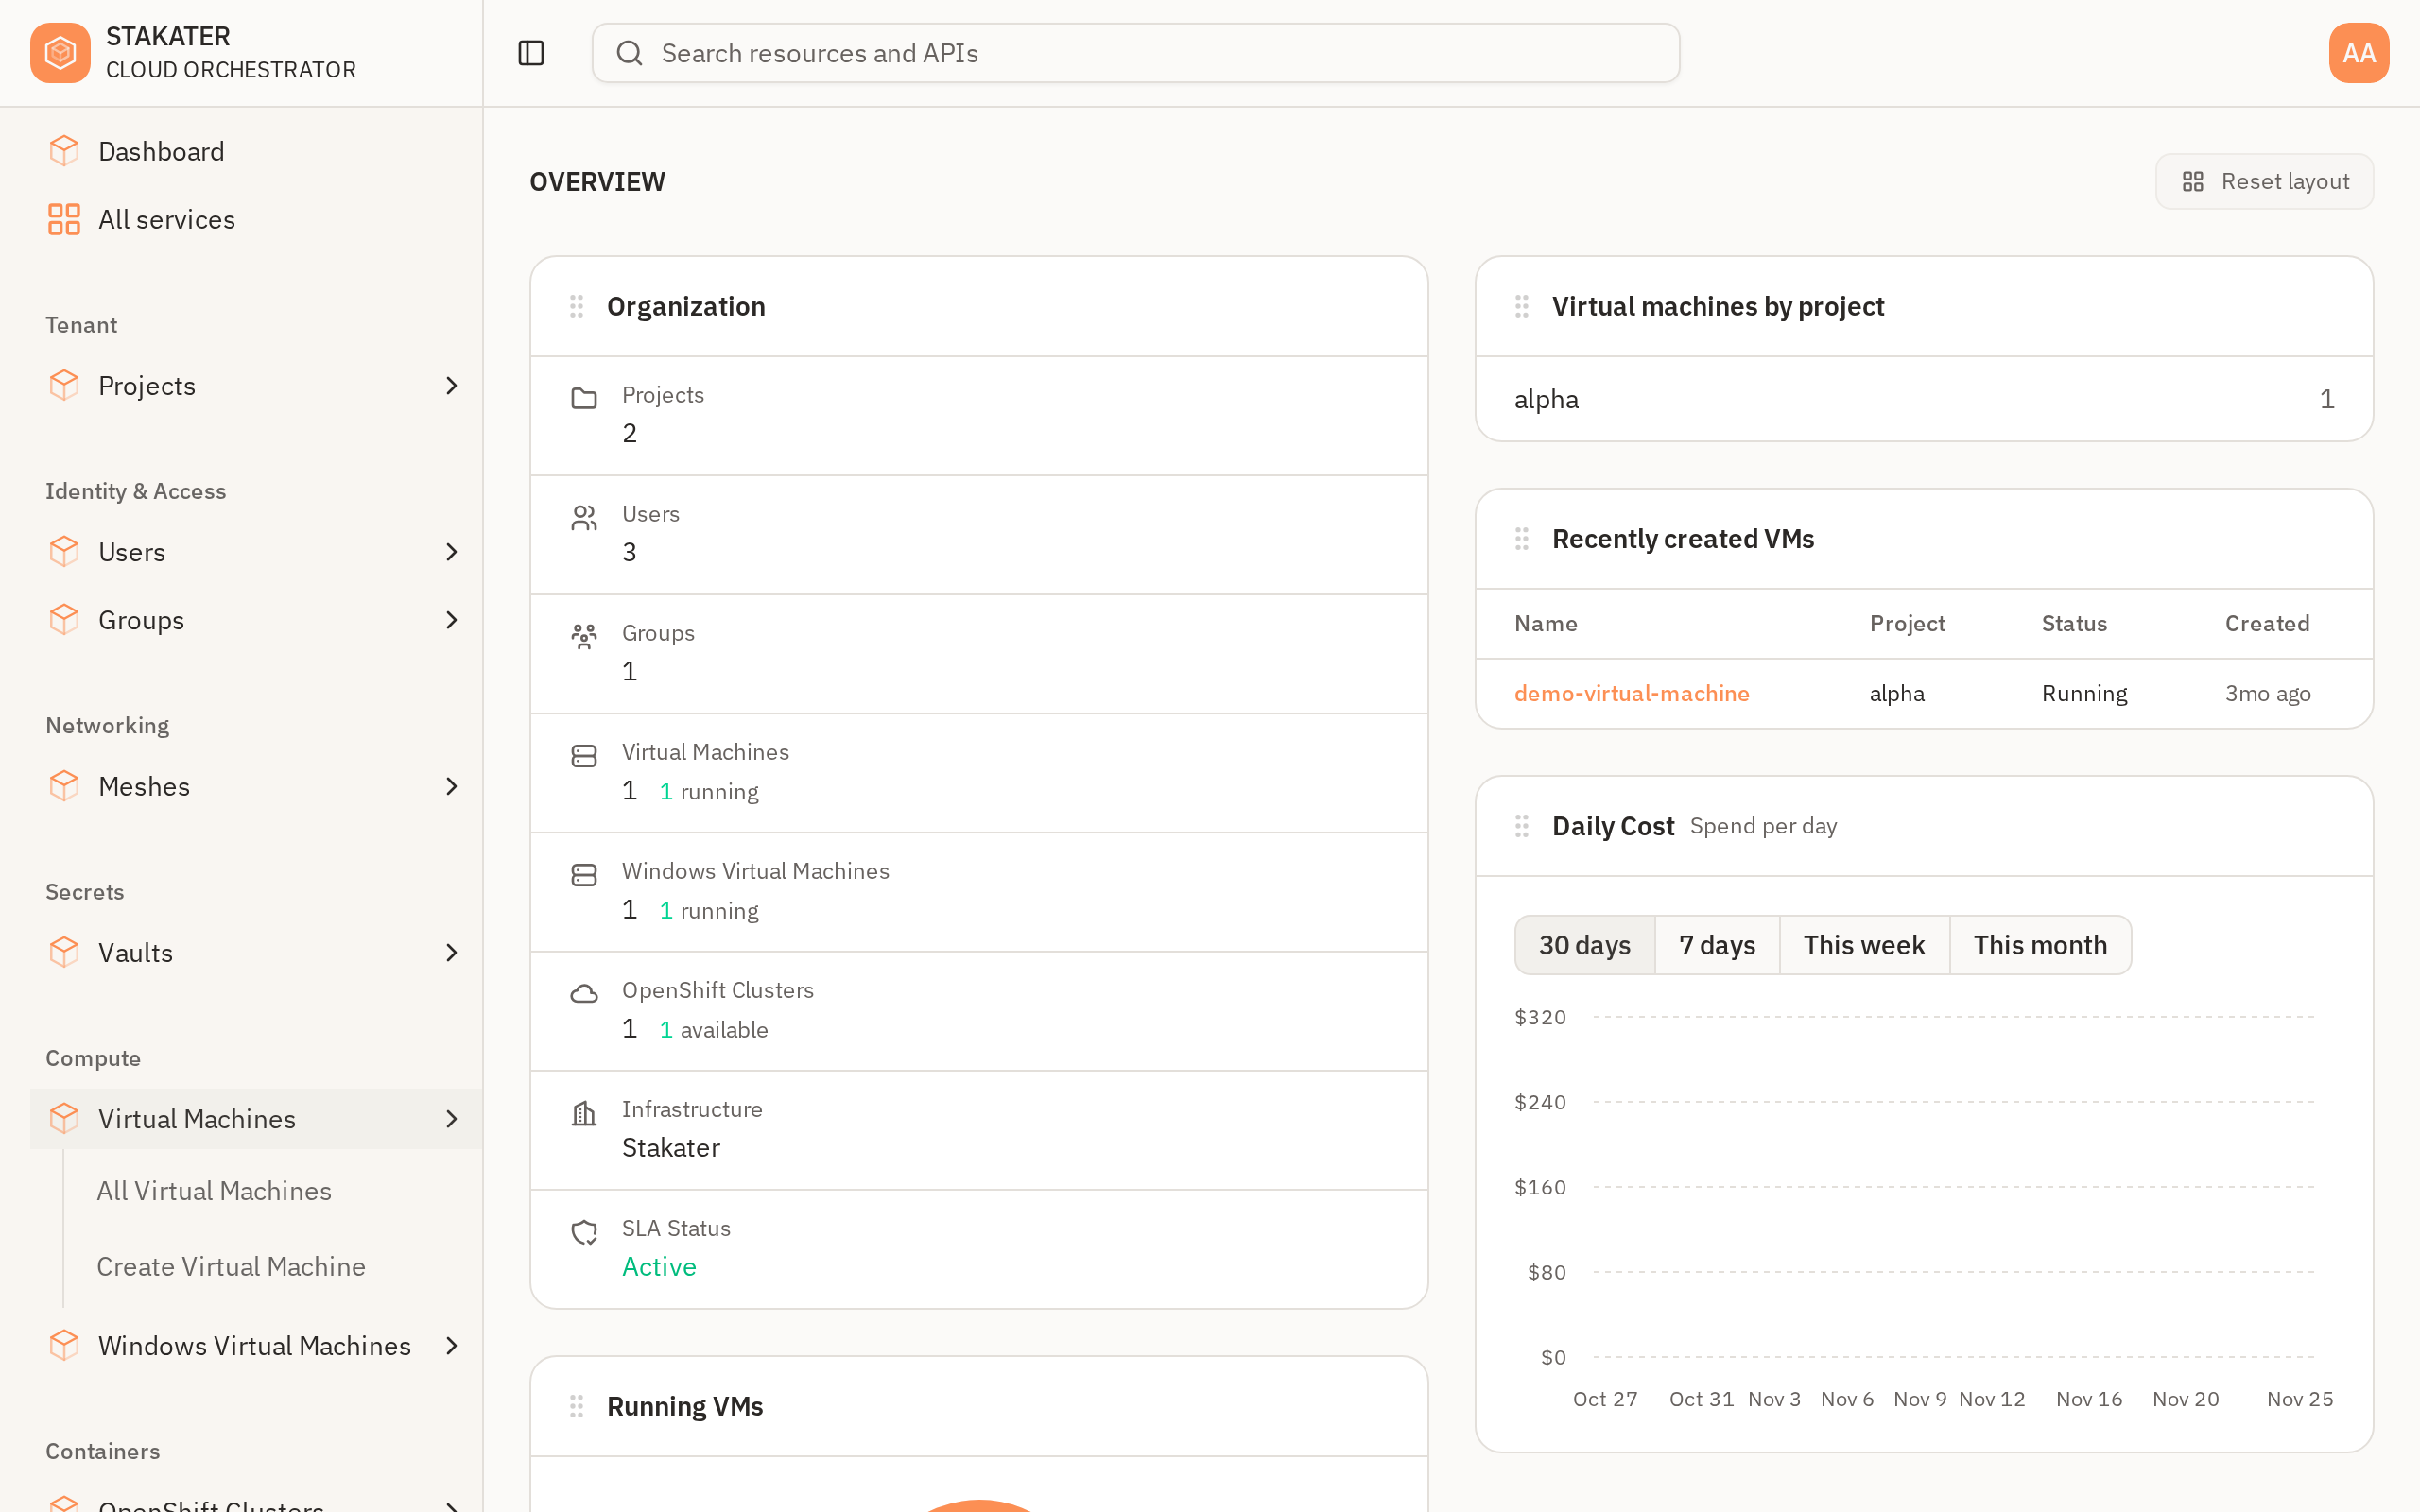 STAKATER
CLOUD ORCHESTRATOR
Search resources and APIs
AA
Dashboard
All services
Tenant
Projects
Identity & Access
Users
Groups
Networking
Meshes
Secrets
Vaults
Compute
Virtual Machines
All Virtual Machines
Create Virtual Machine
Windows Virtual Machines
Containers
OpenShift Clusters
OVERVIEW
Reset layout
Organization
Projects
2
Users
3
Groups
1
Virtual Machines
1 1 running
Windows Virtual Machines
1 1 running
OpenShift Clusters
1 1 available
Infrastructure
Stakater
SLA Status
Active
Running VMs
Virtual machines by project
alpha 1
Recently created VMs
Name Project Status Created
demo-virtual-machine alpha Running 3mo ago
Daily Cost Spend per day
30 days 7 days This week This month
$320
$240
$160
$80
$0
Oct 27 Oct 31 Nov 3 Nov 6 Nov 9 Nov 12 Nov 16 Nov 20 Nov 25